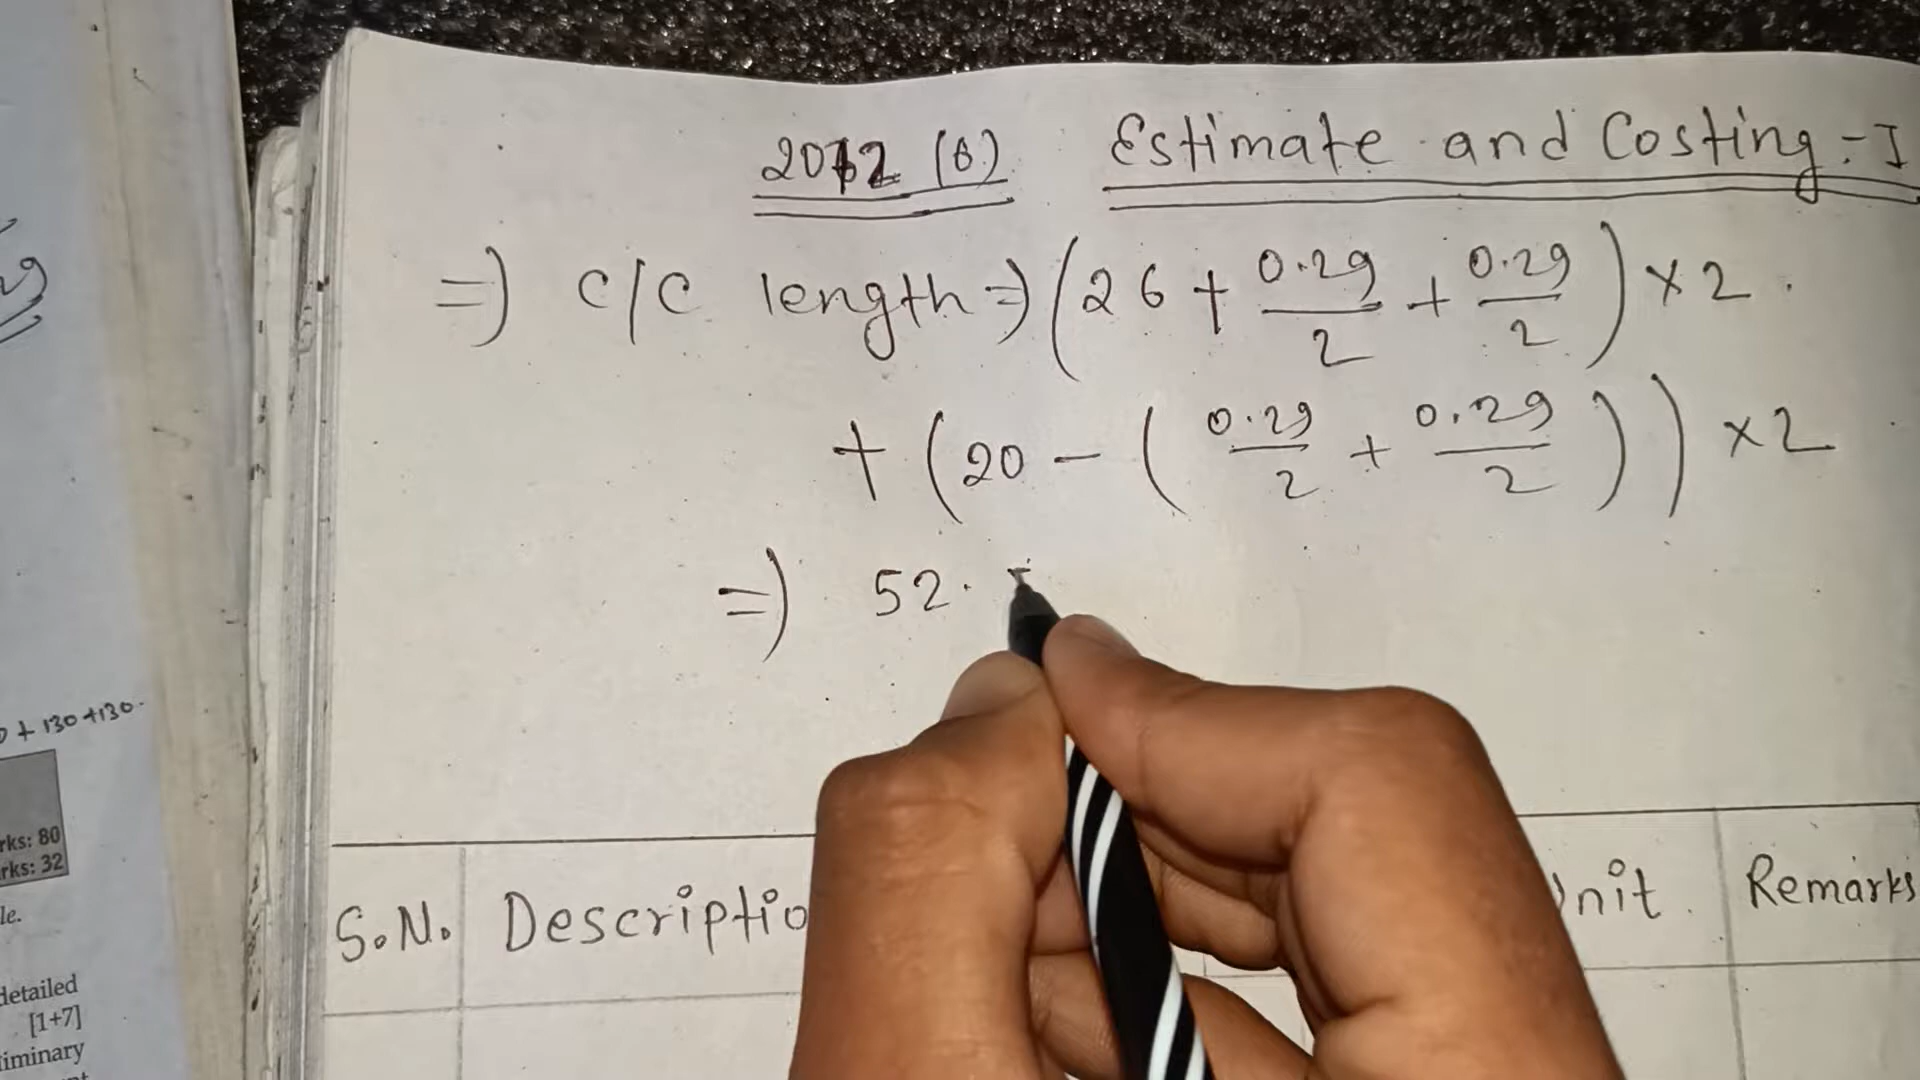 2072 (B) Estimate and Costing :- I
=) c/c length =) (26 + 0.29/2 + 0.29/2) × 2 .
+ (20 - (0.29/2 + 0.29/2)) × 2
=) 52.
0 + 130 + 130
rks: 80
rks: 32
le.
detailed
[1+7]
liminary
S.N. Descriptio nit. Remarks